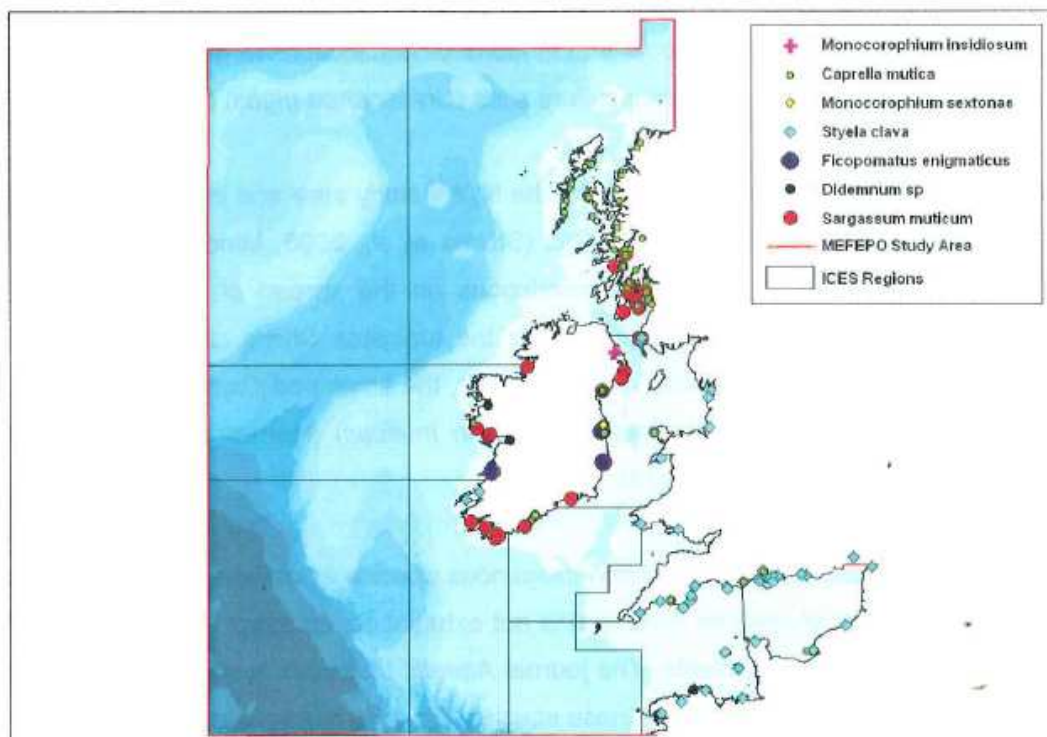 Monocorophium insidiosum
Caprella mutica
Monocorophium sextonae
Styela clava
Ficopomatus enigmaticus
Didemnum sp
Sargassum muticum
MEFEPO Study Area
ICES Regions